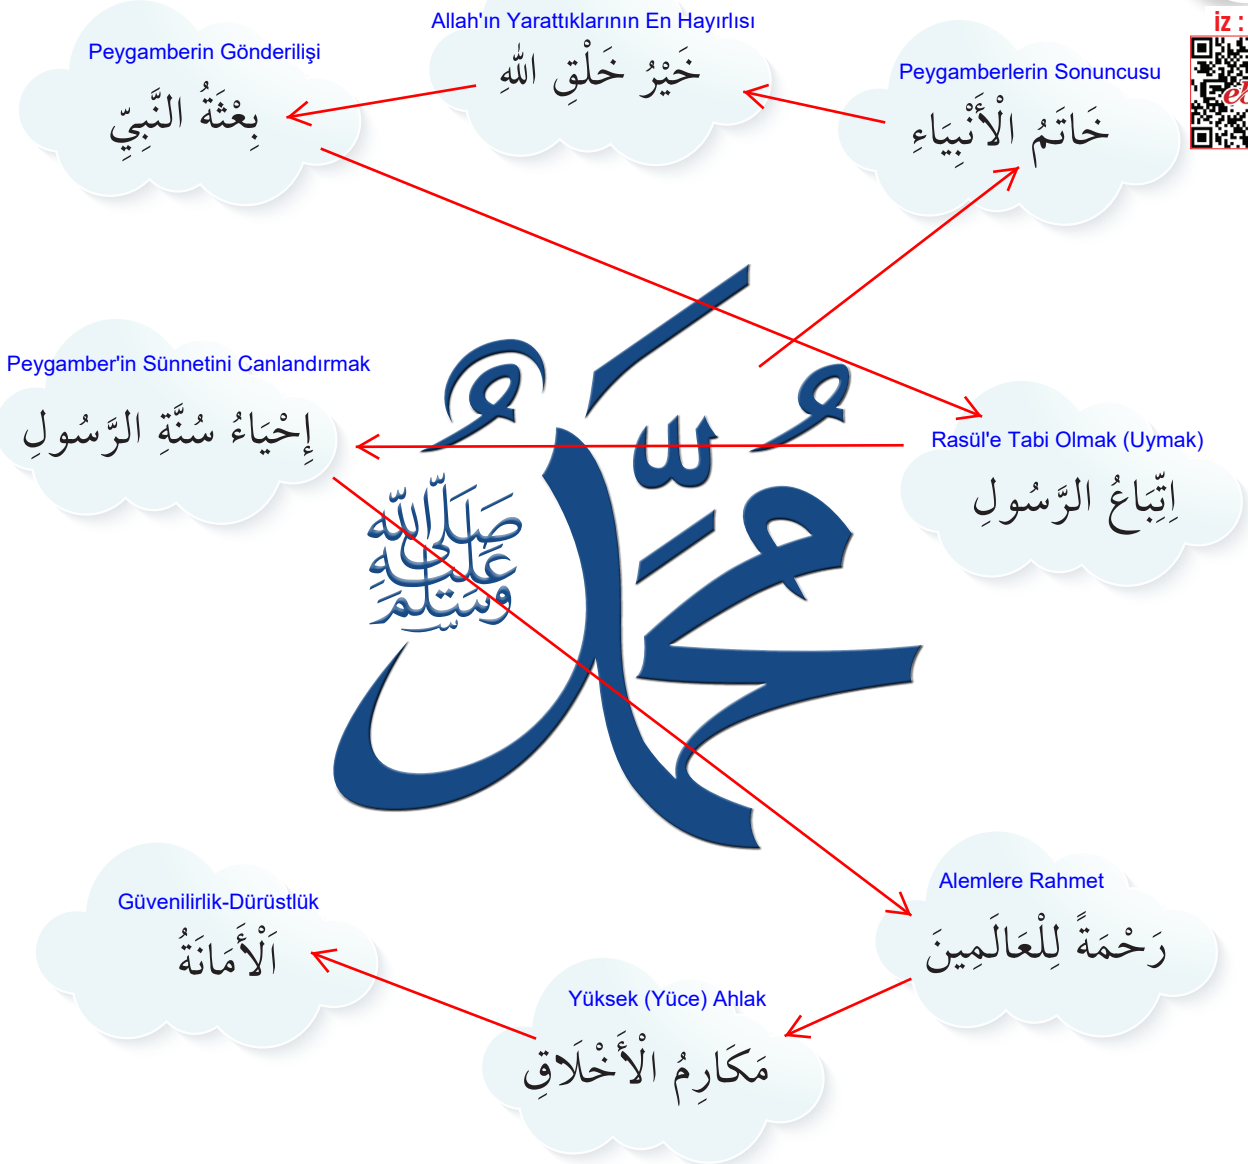 Allah'ın Yarattıklarının En Hayırlısı
خَيْرُ خَلْقِ اللهِ
iz :
Peygamberin Gönderilişi
بِعْثَةُ النَّبِيِّ
Peygamberlerin Sonuncusu
خَاتَمُ الْأَنْبِيَاءِ
Peygamber'in Sünnetini Canlandırmak
إِحْيَاءُ سُنَّةِ الرَّسُولِ
Rasül'e Tabi Olmak (Uymak)
اِتِّبَاعُ الرَّسُولِ
مُحَمَّدٌ
صَلَّى اللّٰهُ
عَلَيْهِ
وَسَلَّمَ
Alemlere Rahmet
رَحْمَةً لِلْعَالَمِينَ
Güvenilirlik-Dürüstlük
اَلْأَمَانَةُ
Yüksek (Yüce) Ahlak
مَكَارِمُ الْأَخْلَاقِ